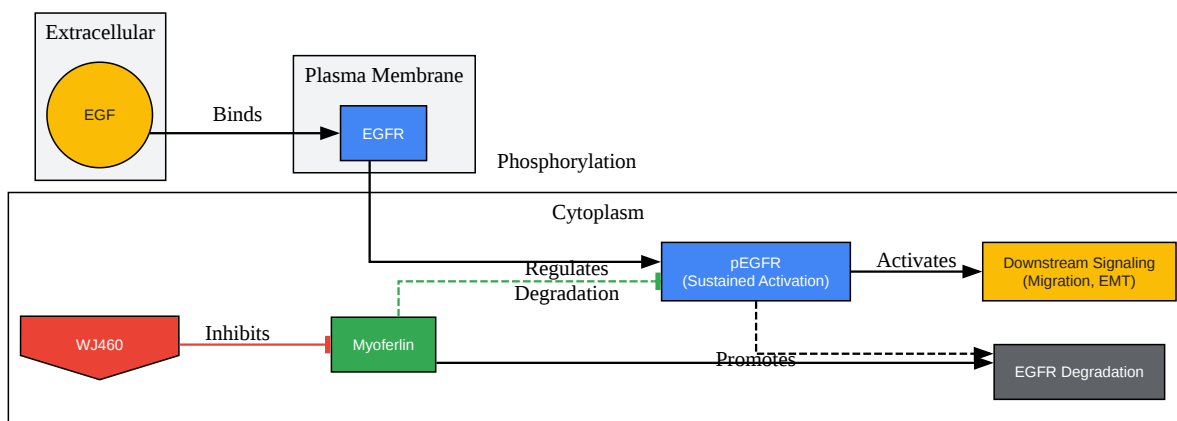 Extracellular
EGF
Binds
Plasma Membrane
EGFR
Phosphorylation
Cytoplasm
Regulates
Degradation
pEGFR
(Sustained Activation)
Activates
Downstream Signaling
(Migration, EMT)
WJ460
Inhibits
Myoferlin
Promotes
EGFR Degradation